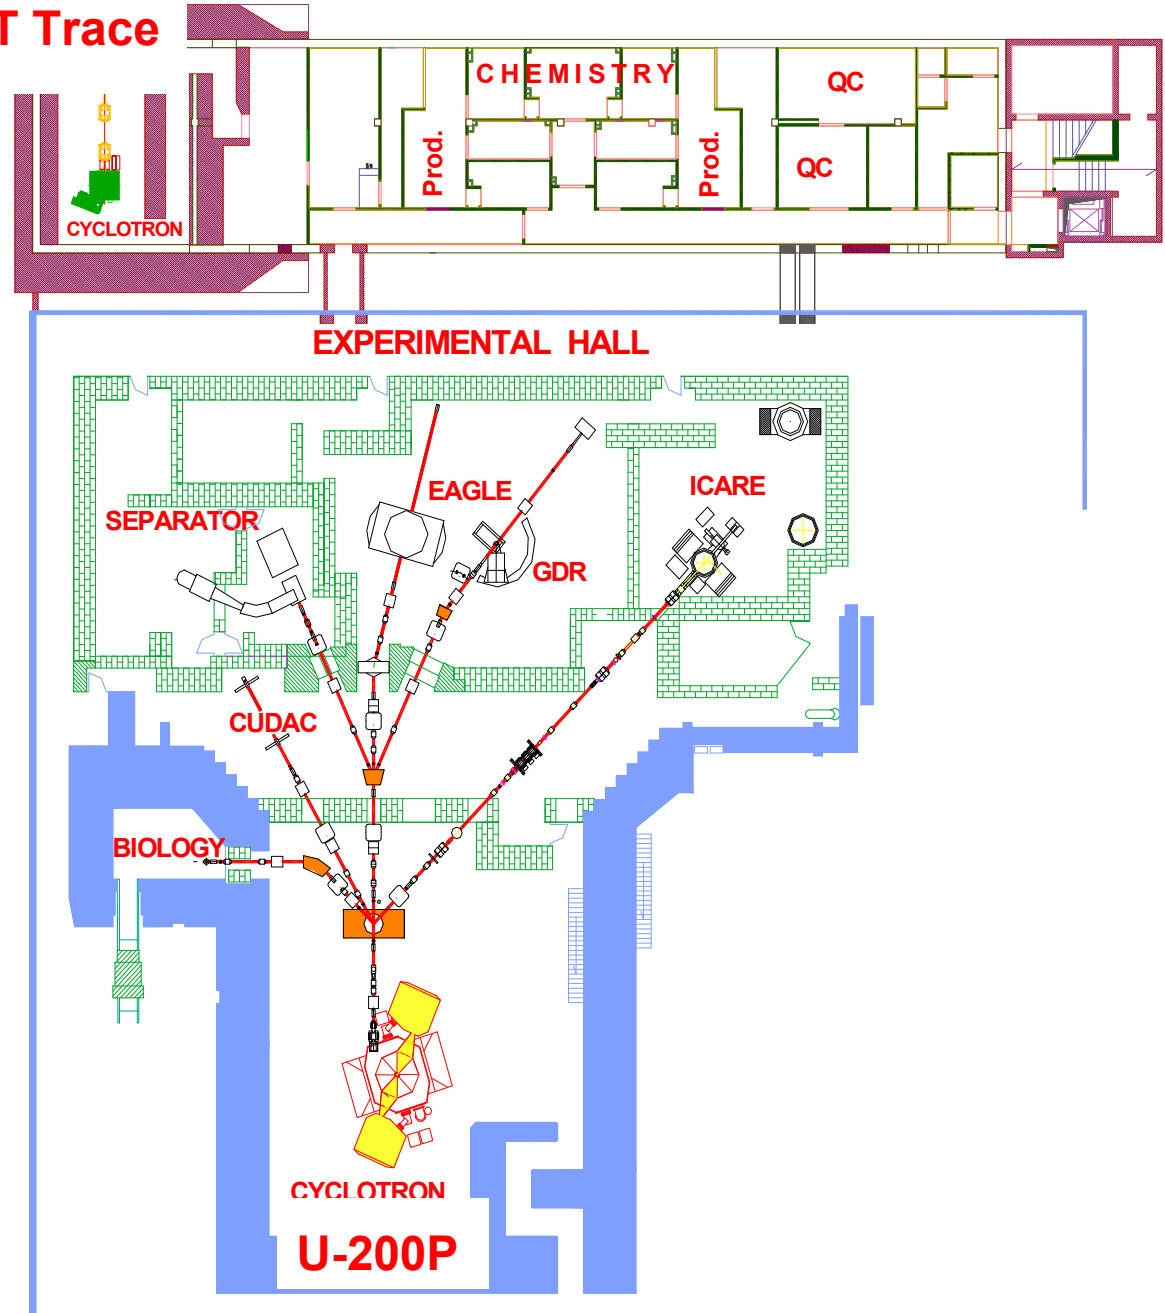 T Trace
CHEMISTRY
QC
Prod.
Prod.
QC
CYCLOTRON
EXPERIMENTAL HALL
EAGLE
ICARE
SEPARATOR
GDR
CUDAC
BIOLOGY
CYCLOTRON
U-200P